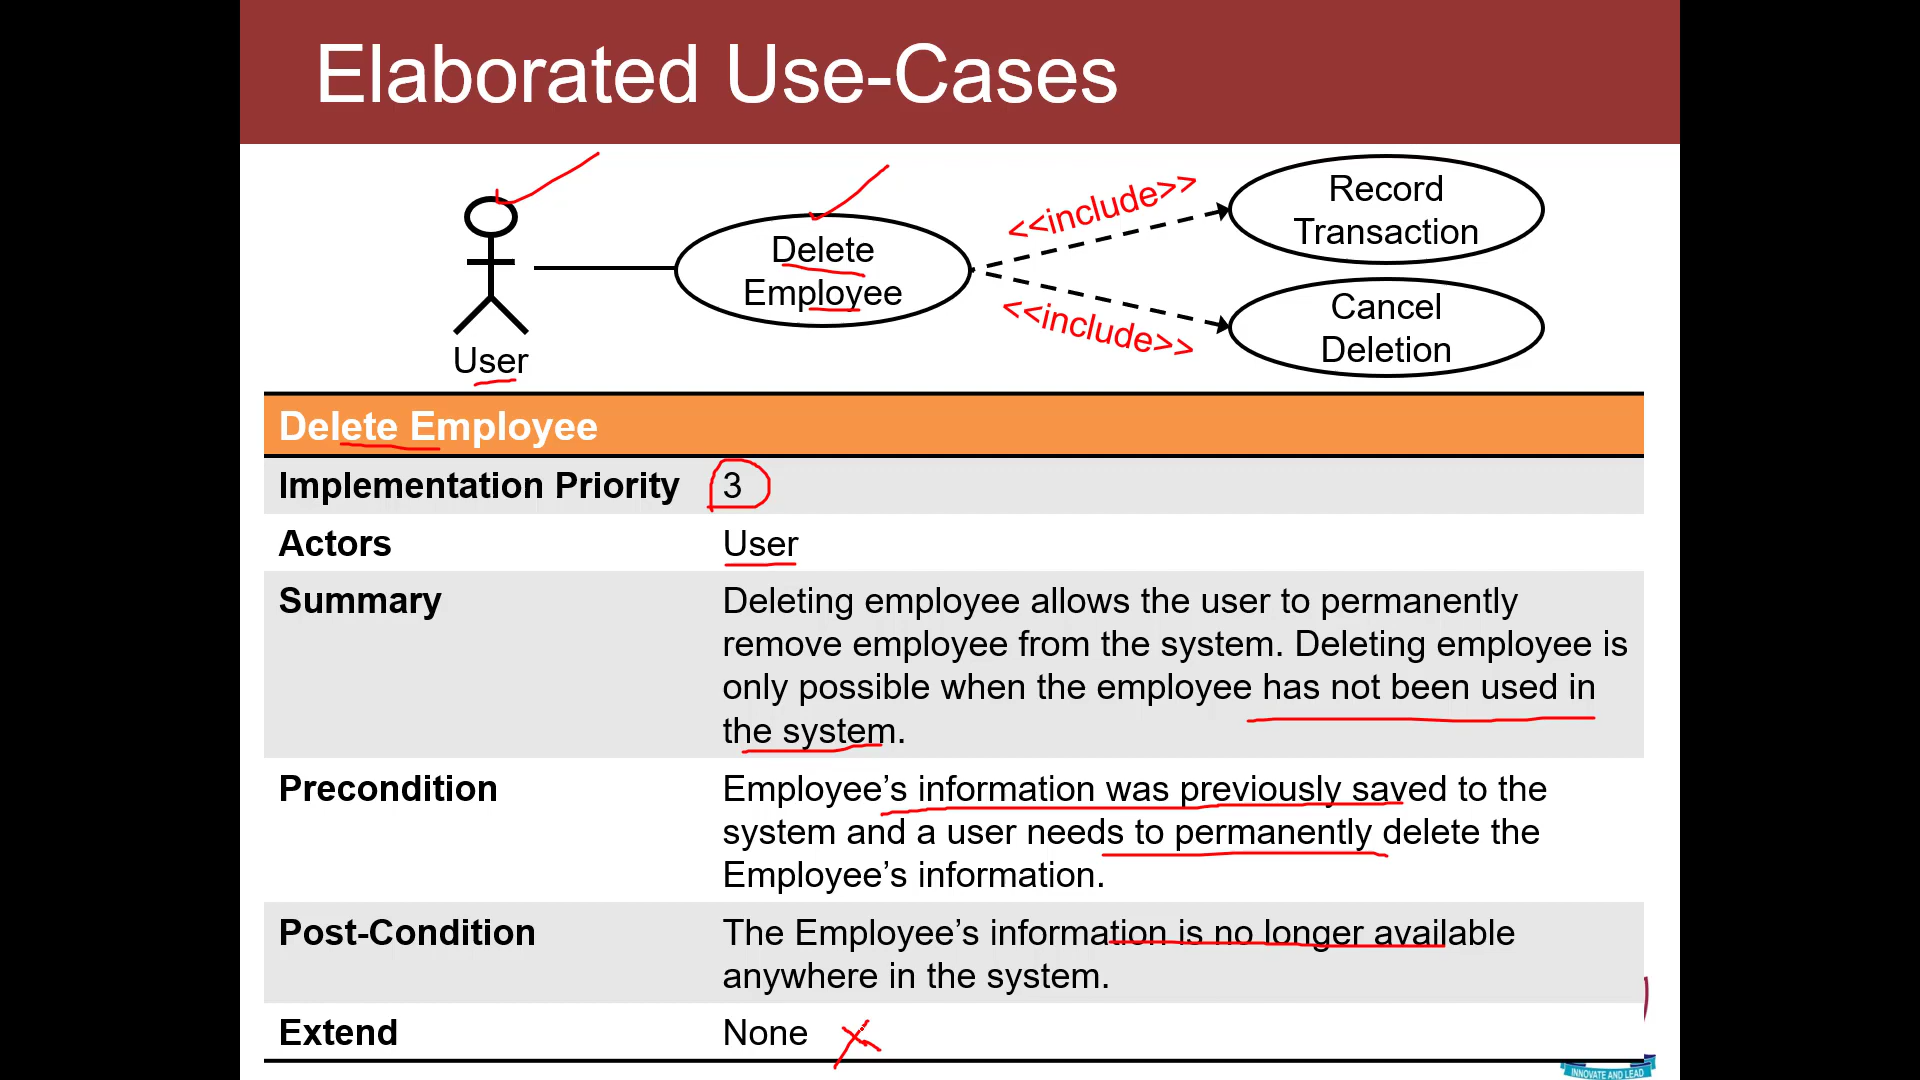 Elaborated Use-Cases
Record
Transaction
<<include>>
Delete
Employee
<<include>>
Cancel
Deletion
User
Delete Employee
Implementation Priority 3
Actors User
Summary Deleting employee allows the user to permanently
remove employee from the system. Deleting employee is
only possible when the employee has not been used in
the system.
Precondition Employee’s information was previously saved to the
system and a user needs to permanently delete the
Employee’s information.
Post-Condition The Employee’s information is no longer available
anywhere in the system.
Extend None
INNOVATE AND LEAD